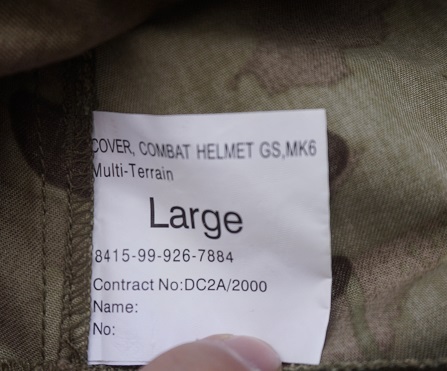 COVER, COMBAT HELMET GS,MK6
Multi-Terrain
Large
8415-99-926-7884
Contract No:DC2A/2000
Name:
No: